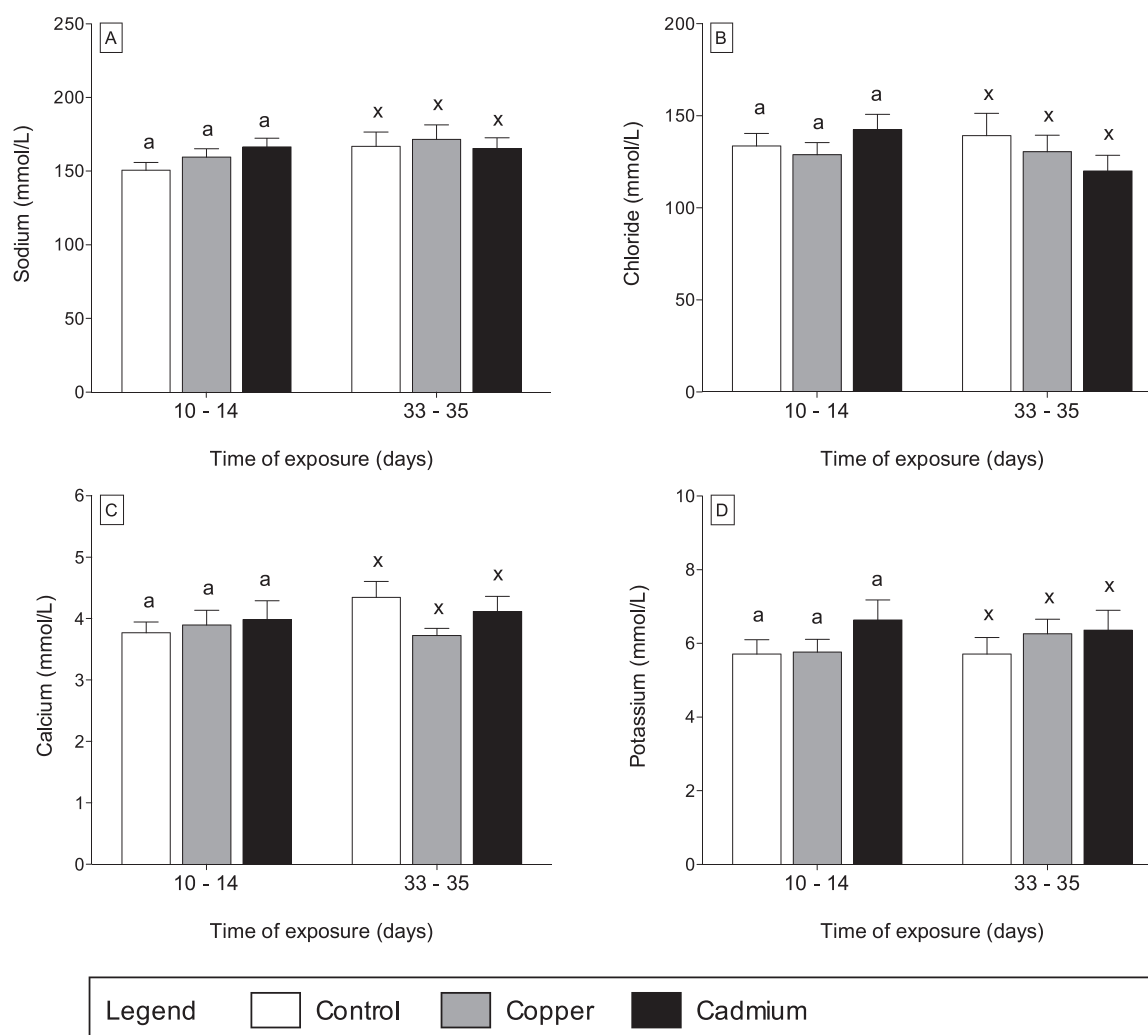 A
a a a x x x
250
200
150
100
50
0
Sodium (mmol/L)
10 - 14 33 - 35
Time of exposure (days)
B
a a a x x x
200
150
100
50
0
Chloride (mmol/L)
10 - 14 33 - 35
Time of exposure (days)
C
a a a x x x
6
5
4
3
2
1
0
Calcium (mmol/L)
10 - 14 33 - 35
Time of exposure (days)
D
a a a x x x
10
8
6
4
2
0
Potassium (mmol/L)
10 - 14 33 - 35
Time of exposure (days)
Legend Control Copper Cadmium